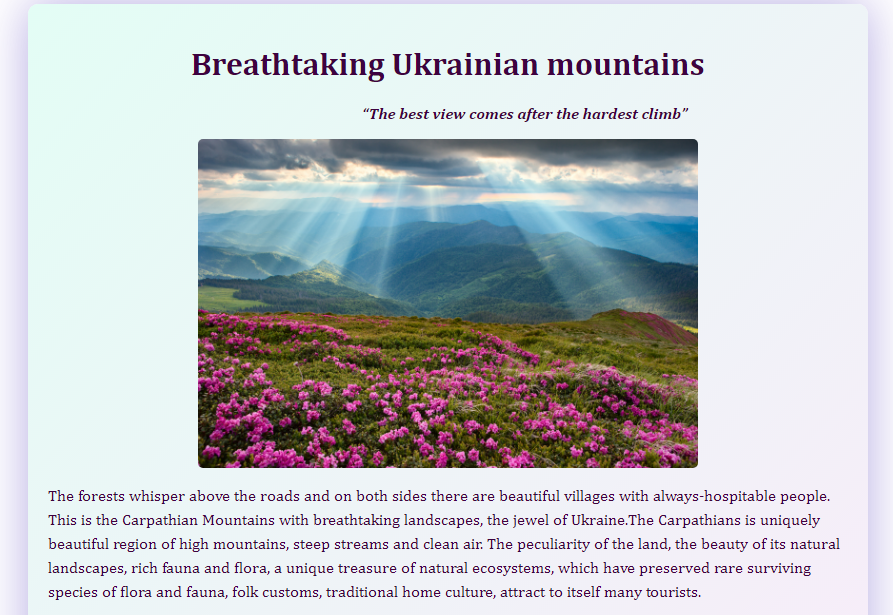 Breathtaking Ukrainian mountains
“The best view comes after the hardest climb”
The forests whisper above the roads and on both sides there are beautiful villages with always-hospitable people.
This is the Carpathian Mountains with breathtaking landscapes, the jewel of Ukraine.The Carpathians is uniquely
beautiful region of high mountains, steep streams and clean air. The peculiarity of the land, the beauty of its natural
landscapes, rich fauna and flora, a unique treasure of natural ecosystems, which have preserved rare surviving
species of flora and fauna, folk customs, traditional home culture, attract to itself many tourists.